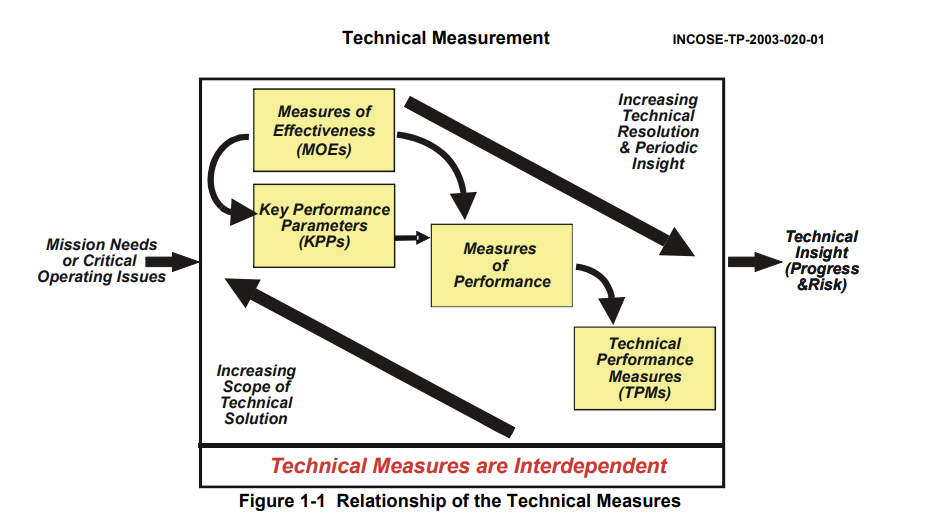 Technical Measurement
INCOSE-TP-2003-020-01
Measures of
Effectiveness
(MOEs)
Increasing
Technical
Resolution
& Periodic
Insight
Key Performance
Parameters
(KPPs)
Mission Needs
or Critical
Operating Issues
Measures
of
Performance
Technical
Insight
(Progress
&Risk)
Technical
Performance
Measures
(TPMs)
Increasing
Scope of
Technical
Solution
Technical Measures are Interdependent
Figure 1-1 Relationship of the Technical Measures